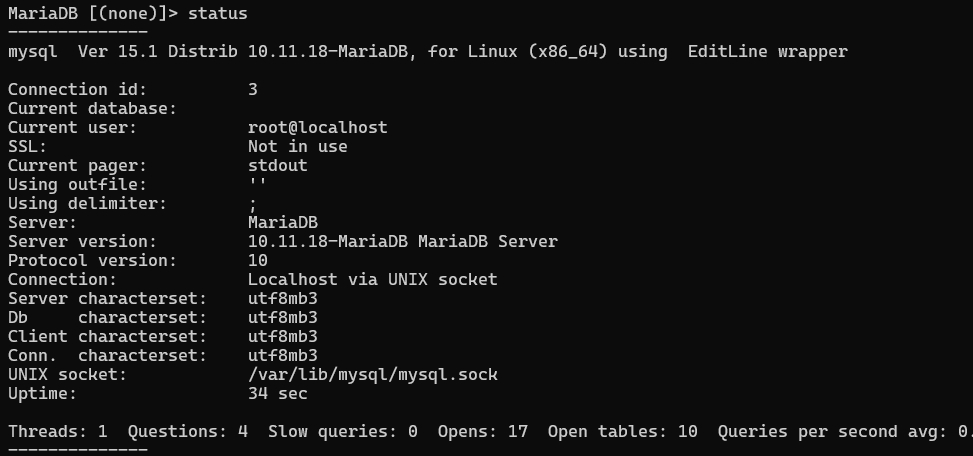 MariaDB [(none)]> status
--------------
mysql  Ver 15.1 Distrib 10.11.18-MariaDB, for Linux (x86_64) using  EditLine wrapper

Connection id:          3
Current database:
Current user:           root@localhost
SSL:                    Not in use
Current pager:          stdout
Using outfile:          ''
Using delimiter:        ;
Server:                 MariaDB
Server version:         10.11.18-MariaDB MariaDB Server
Protocol version:       10
Connection:             Localhost via UNIX socket
Server characterset:    utf8mb3
Db     characterset:    utf8mb3
Client characterset:    utf8mb3
Conn.  characterset:    utf8mb3
UNIX socket:            /var/lib/mysql/mysql.sock
Uptime:                 34 sec

Threads: 1  Questions: 4  Slow queries: 0  Opens: 17  Open tables: 10  Queries per second avg: 0.
--------------